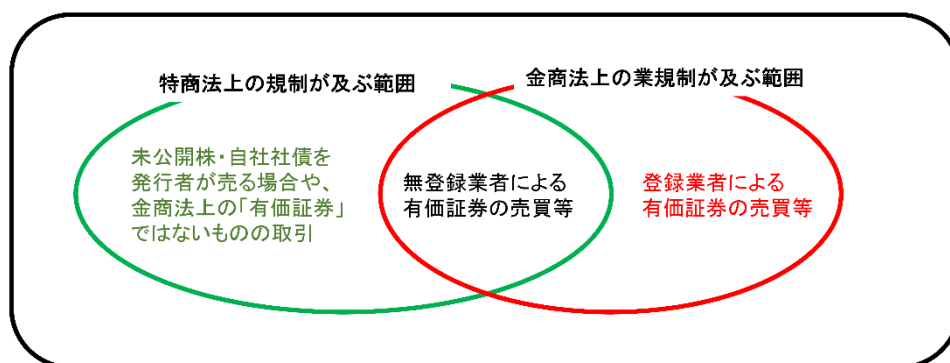 特商法上の規制が及ぶ範囲
金商法上の業規制が及ぶ範囲
未公開株・自社社債を
発行者が売る場合や、
金商法上の「有価証券」
ではないものの取引
無登録業者による
有価証券の売買等
登録業者による
有価証券の売買等